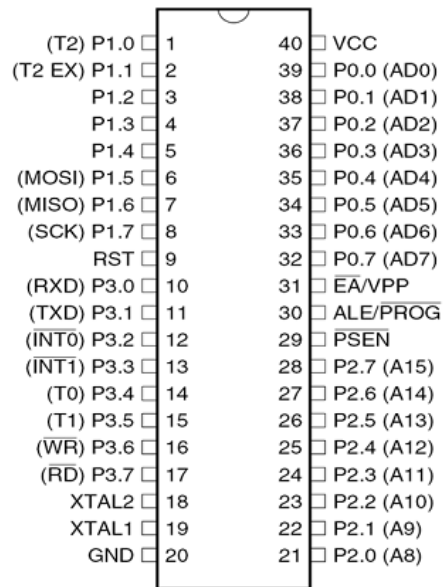 (T2) P1.0 1 40 VCC
(T2 EX) P1.1 2 39 P0.0 (AD0)
P1.2 3 38 P0.1 (AD1)
P1.3 4 37 P0.2 (AD2)
P1.4 5 36 P0.3 (AD3)
(MOSI) P1.5 6 35 P0.4 (AD4)
(MISO) P1.6 7 34 P0.5 (AD5)
(SCK) P1.7 8 33 P0.6 (AD6)
RST 9 32 P0.7 (AD7)
(RXD) P3.0 10 31 E̅A̅/VPP
(TXD) P3.1 11 30 ALE/P̅R̅O̅G̅
(I̅N̅T̅0̅) P3.2 12 29 P̅S̅E̅N̅
(I̅N̅T̅1̅) P3.3 13 28 P2.7 (A15)
(T0) P3.4 14 27 P2.6 (A14)
(T1) P3.5 15 26 P2.5 (A13)
(W̅R̅) P3.6 16 25 P2.4 (A12)
(R̅D̅) P3.7 17 24 P2.3 (A11)
XTAL2 18 23 P2.2 (A10)
XTAL1 19 22 P2.1 (A9)
GND 20 21 P2.0 (A8)